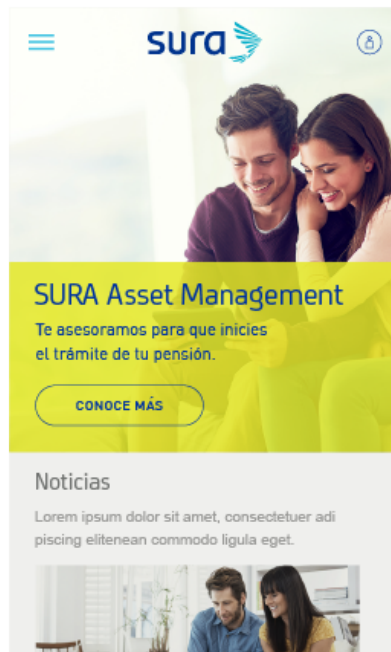 sura
SURA Asset Management
Te asesoramos para que inicies
el trámite de tu pensión.
CONOCE MÁS
Noticias
Lorem ipsum dolor sit amet, consectetuer adi
piscing elitenean commodo ligula eget.